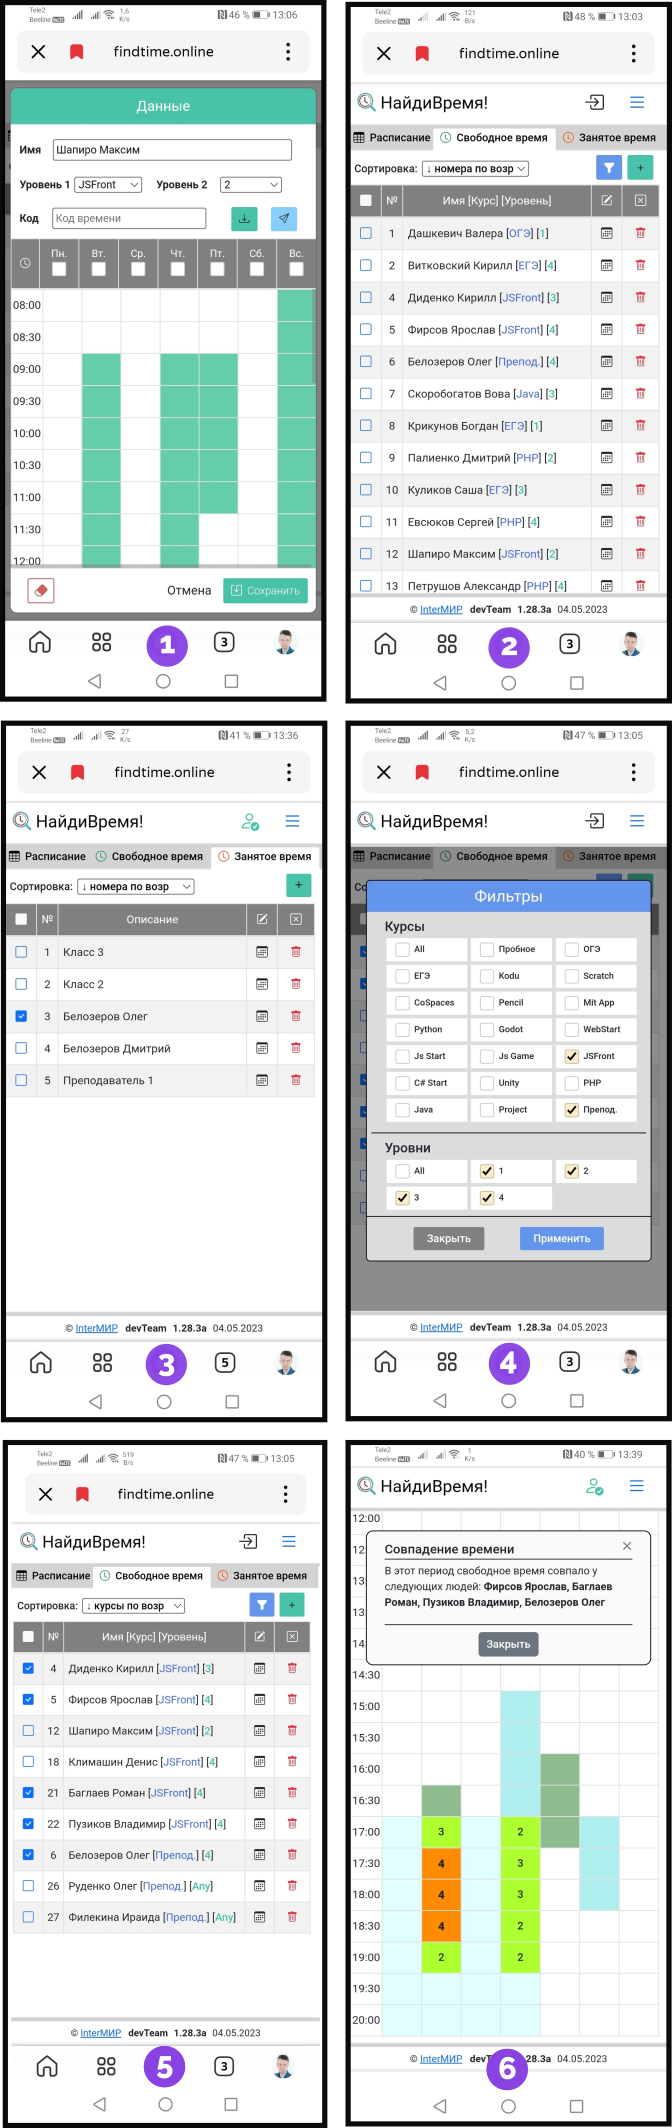 Tele2
Beeline VoLTE
1,6
K/s
46 % 13:06
findtime.online
Данные
Имя Шапиро Максим
Уровень 1 JSFront Уровень 2 2
Код Код времени
Пн. Вт. Ср. Чт. Пт. Сб. Вс.
08:00
08:30
09:00
09:30
10:00
10:30
11:00
11:30
12:00
Отмена Сохранить
3
1
Tele2
Beeline VoLTE
121
B/s
48 % 13:03
findtime.online
НайдиВремя!
Расписание Свободное время Занятое время
Сортировка: ↓ номера по возр
№ Имя [Курс] [Уровень]
1 Дашкевич Валера [ОГЭ] [1]
2 Витковский Кирилл [ЕГЭ] [4]
4 Диденко Кирилл [JSFront] [3]
5 Фирсов Ярослав [JSFront] [4]
6 Белозеров Олег [Препод.] [4]
7 Скоробогатов Вова [Java] [3]
8 Крикунов Богдан [ЕГЭ] [1]
9 Палиенко Дмитрий [PHP] [2]
10 Куликов Саша [ЕГЭ] [3]
11 Евсюков Сергей [PHP] [4]
12 Шапиро Максим [JSFront] [2]
13 Петрушов Александр [PHP] [4]
© InterМИР devTeam 1.28.3a 04.05.2023
3
2
Tele2
Beeline VoLTE
27
K/s
41 % 13:36
findtime.online
НайдиВремя!
Расписание Свободное время Занятое время
Сортировка: ↓ номера по возр
№ Описание
1 Класс 3
2 Класс 2
3 Белозеров Олег
4 Белозеров Дмитрий
5 Преподаватель 1
© InterМИР devTeam 1.28.3a 04.05.2023
5
3
Tele2
Beeline VoLTE
5,2
K/s
47 % 13:05
findtime.online
НайдиВремя!
Расписание Свободное время Занятое время
Со
Фильтры
Курсы
All Пробное ОГЭ
ЕГЭ Kodu Scratch
CoSpaces Pencil Mit App
Python Godot WebStart
Js Start Js Game JSFront
C# Start Unity PHP
Java Project Препод.
Уровни
All 1 2
3 4
Закрыть Применить
© InterМИР devTeam 1.28.3a 04.05.2023
3
4
Tele2
Beeline VoLTE
519
B/s
47 % 13:05
findtime.online
НайдиВремя!
Расписание Свободное время Занятое время
Сортировка: ↓ курсы по возр
№ Имя [Курс] [Уровень]
4 Диденко Кирилл [JSFront] [3]
5 Фирсов Ярослав [JSFront] [4]
12 Шапиро Максим [JSFront] [2]
18 Климашин Денис [JSFront] [4]
21 Баглаев Роман [JSFront] [4]
22 Пузиков Владимир [JSFront] [4]
6 Белозеров Олег [Препод.] [4]
26 Руденко Олег [Препод.] [Any]
27 Филекина Ираида [Препод.] [Any]
© InterМИР devTeam 1.28.3a 04.05.2023
3
5
Tele2
Beeline VoLTE
1
K/s
40 % 13:39
НайдиВремя!
12:00
12
13
13
14
Совпадение времени
В этот период свободное время совпало у
следующих людей: Фирсов Ярослав, Баглаев
Роман, Пузиков Владимир, Белозеров Олег
Закрыть
14:30
15:00
15:30
16:00
16:30
17:00 3 2
17:30 4 3
18:00 4 3
18:30 4 2
19:00 2 2
19:30
20:00
© InterМИР devT 28.3a 04.05.2023
6